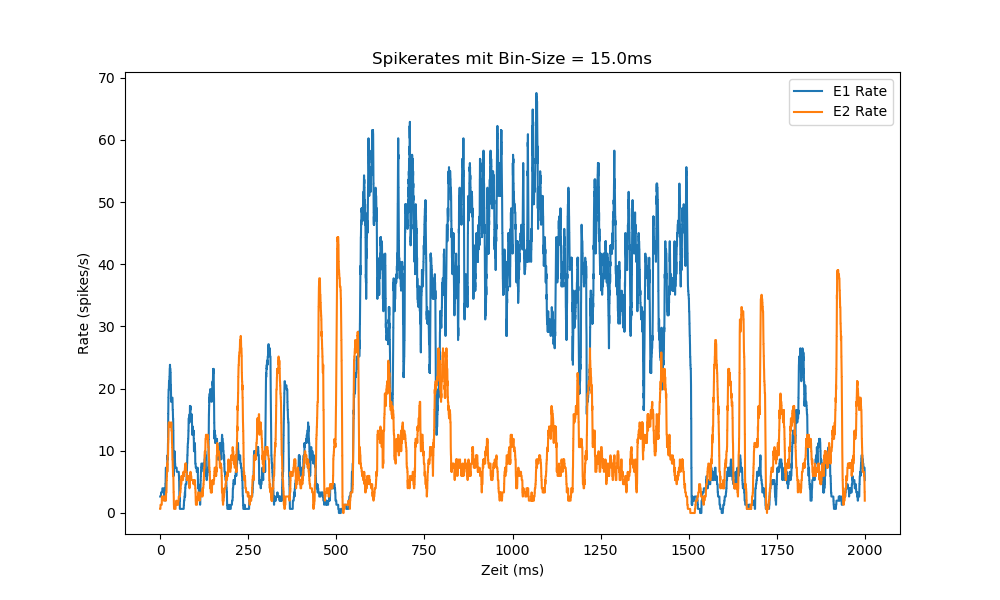 Spikerates mit Bin-Size = 15.0ms
E1 Rate
E2 Rate
70
60
50
40
30
20
10
0
Rate (spikes/s)
0 250 500 750 1000 1250 1500 1750 2000
Zeit (ms)